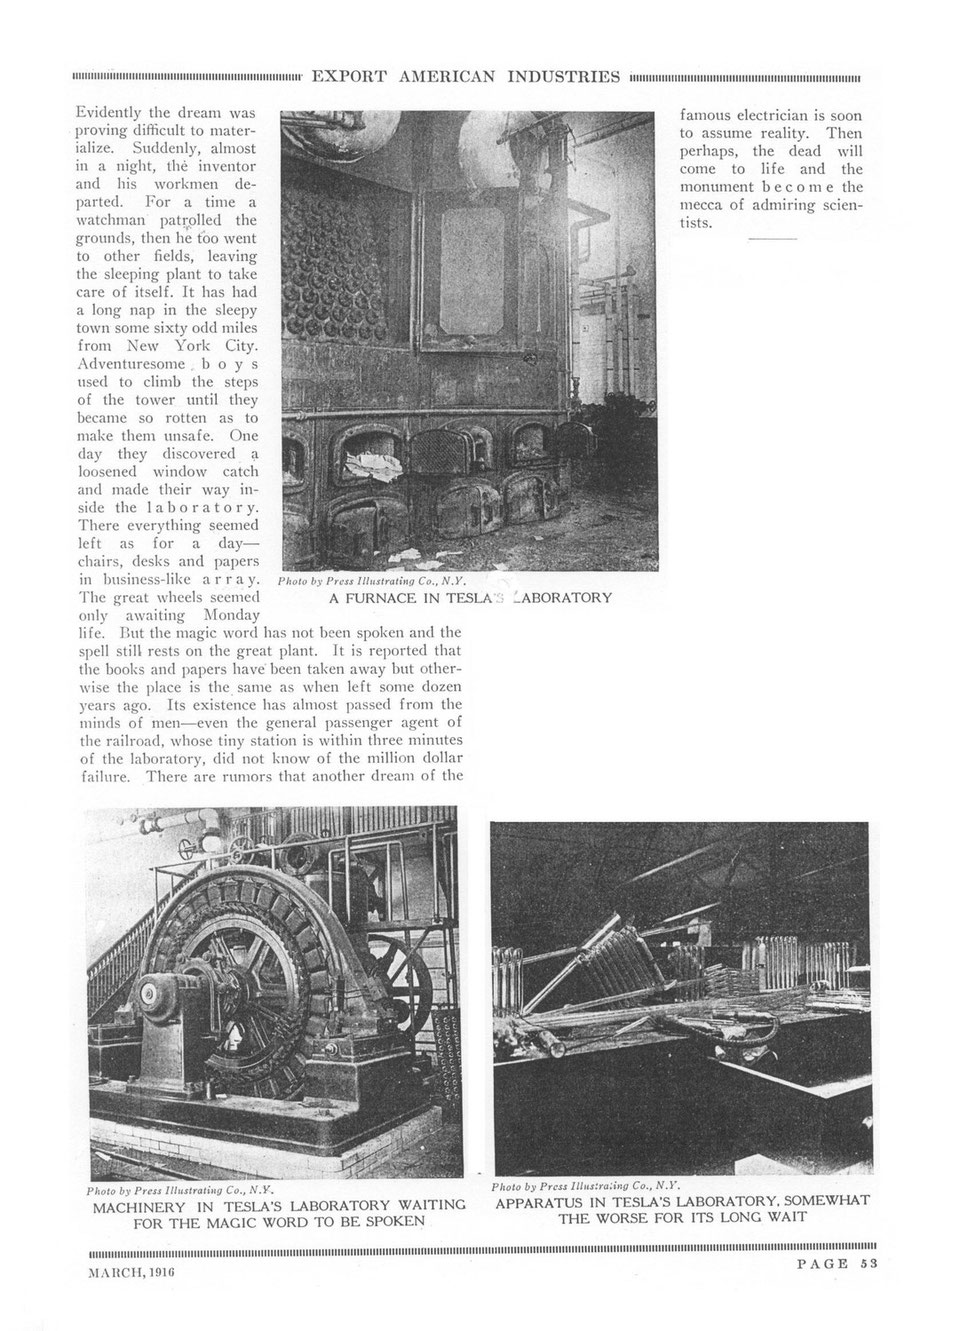 EXPORT AMERICAN INDUSTRIES
Evidently the dream was
proving difficult to mater-
ialize. Suddenly, almost
in a night, the inventor
and his workmen de-
parted. For a time a
watchman patrolled the
grounds, then he too went
to other fields, leaving
the sleeping plant to take
care of itself. It has had
a long nap in the sleepy
town some sixty odd miles
from New York City.
Adventuresome boys
used to climb the steps
of the tower until they
became so rotten as to
make them unsafe. One
day they discovered a
loosened window catch
and made their way in-
side the laboratory.
There everything seemed
left as for a day—
chairs, desks and papers
in business-like array.
The great wheels seemed
only awaiting Monday
life. But the magic word has not been spoken and the
spell still rests on the great plant. It is reported that
the books and papers have been taken away but other-
wise the place is the same as when left some dozen
years ago. Its existence has almost passed from the
minds of men—even the general passenger agent of
the railroad, whose tiny station is within three minutes
of the laboratory, did not know of the million dollar
failure. There are rumors that another dream of the
famous electrician is soon
to assume reality. Then
perhaps, the dead will
come to life and the
monument become the
mecca of admiring scien-
tists.
Photo by Press Illustrating Co., N.Y.
A FURNACE IN TESLA'S LABORATORY
Photo by Press Illustrating Co., N.Y.
MACHINERY IN TESLA'S LABORATORY WAITING
FOR THE MAGIC WORD TO BE SPOKEN
Photo by Press Illustrating Co., N.Y.
APPARATUS IN TESLA'S LABORATORY, SOMEWHAT
THE WORSE FOR ITS LONG WAIT
MARCH, 1916
PAGE 53